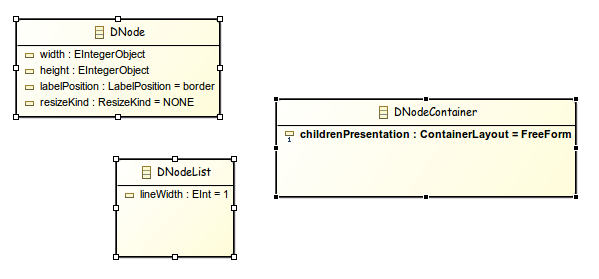 DNode
width : EIntegerObject
height : EIntegerObject
labelPosition : LabelPosition = border
resizeKind : ResizeKind = NONE
DNodeContainer
1 childrenPresentation : ContainerLayout = FreeForm
DNodeList
lineWidth : EInt = 1